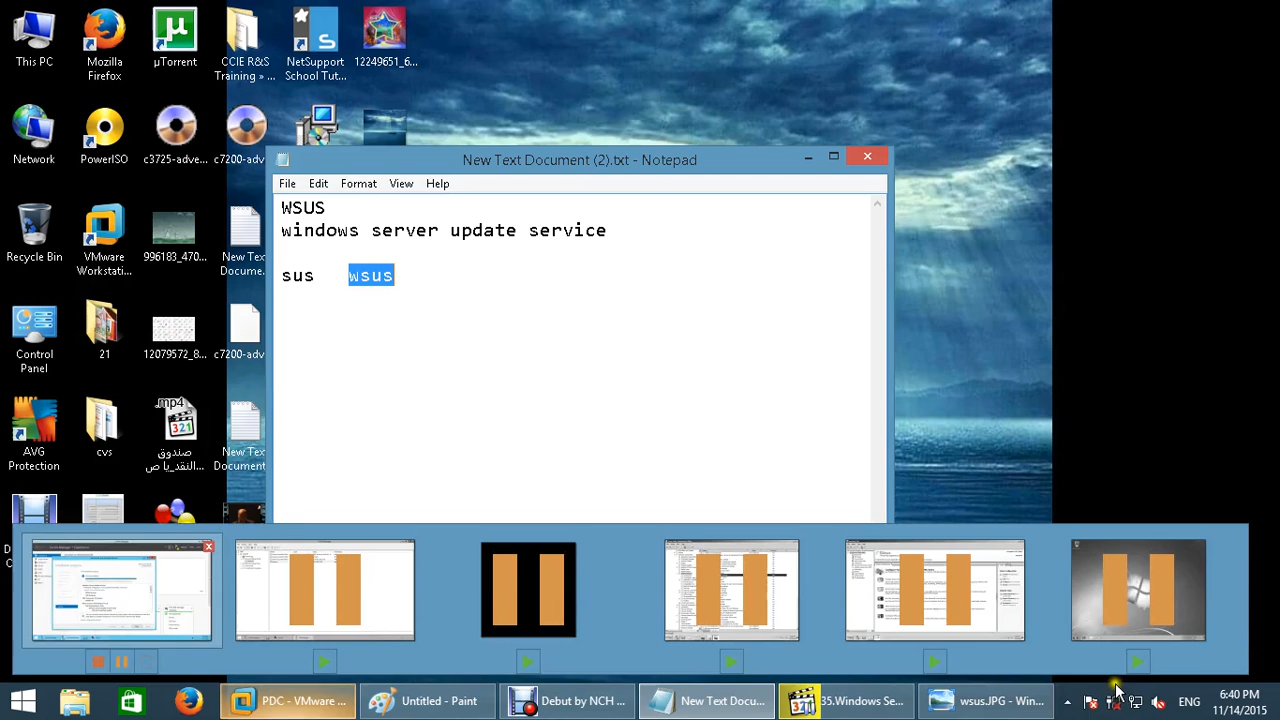 This PC
Mozilla
Firefox
µTorrent
CCIE R&S
Training » ...
NetSupport
School Tut...
12249651_6...
Network
PowerISO
c3725-adve...
c7200-adve...
New Text Document (2).txt - Notepad
File Edit Format View Help
WSUS
windows server update service
sus wsus
Recycle Bin
VMware
Workstati...
996183_470...
New Text
Docume...
Control
Panel
21
12079572_8...
c7200-adv
AVG
Protection
cvs
.mp4
صندوق
النقد_يا ص...
New Text
Document
PDC - VMware ...
Untitled - Paint
Debut by NCH ...
New Text Docu...
35.Windows Se...
wsus.JPG - Win...
ENG
6:40 PM
11/14/2015